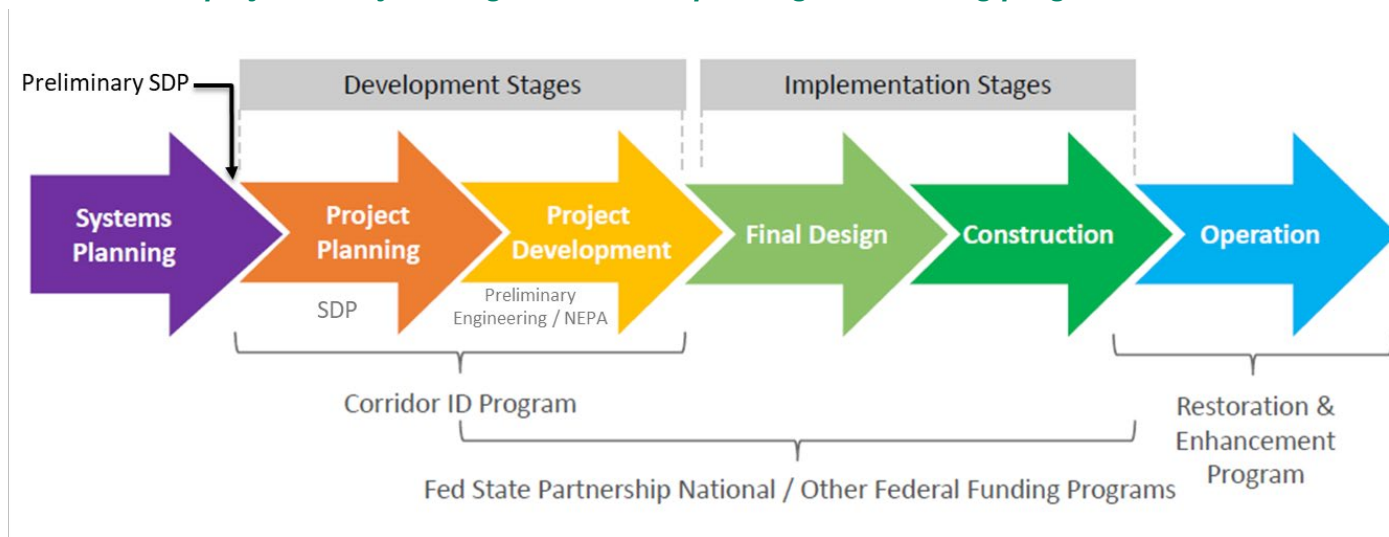 Preliminary SDP
Development Stages
Implementation Stages
Systems
Planning
Project
Planning
Project
Development
Final Design
Construction
Operation
SDP
Preliminary
Engineering / NEPA
Corridor ID Program
Restoration &
Enhancement
Program
Fed State Partnership National / Other Federal Funding Programs